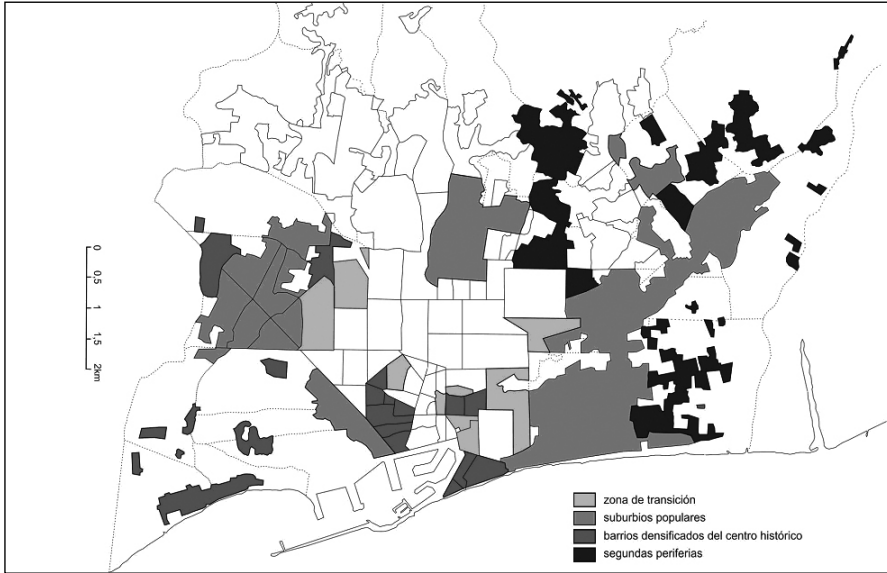 0
0,5
1
1,5
2km
zona de transición
suburbios populares
barrios densificados del centro histórico
segundas periferias